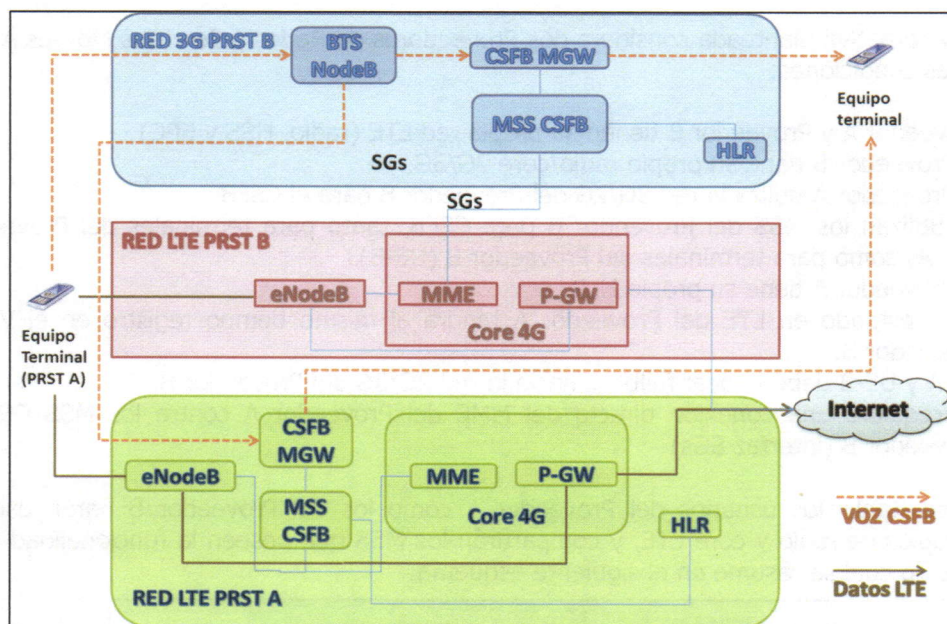 RED 3G PRST B
BTS
NodeB
CSFB MGW
MSS CSFB
HLR
SGs
Equipo
terminal
SGs
RED LTE PRST B
eNodeB
MME
P-GW
Core 4G
Equipo
Terminal
(PRST A)
Internet
CSFB
MGW
eNodeB
MSS
CSFB
MME
P-GW
Core 4G
HLR
RED LTE PRST A
VOZ CSFB
Datos LTE